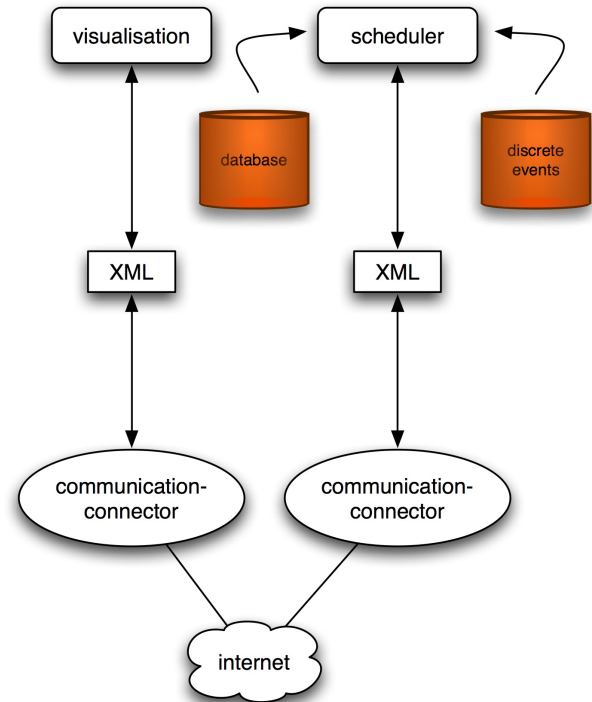 visualisation
scheduler
database
discrete
events
XML
XML
communication-
connector
communication-
connector
internet